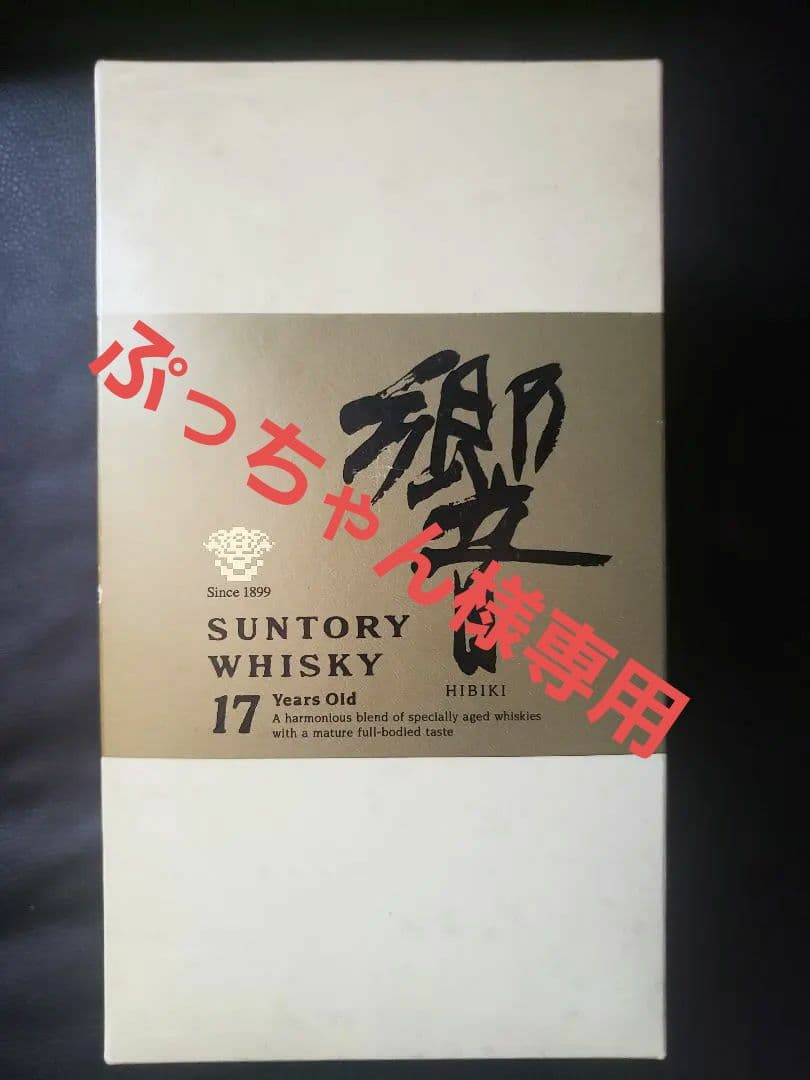 響
ぷっちゃん様専用
Since 1899
SUNTORY
WHISKY
HIBIKI
17 Years Old
A harmonious blend of specially aged whiskies
with a mature full-bodied taste